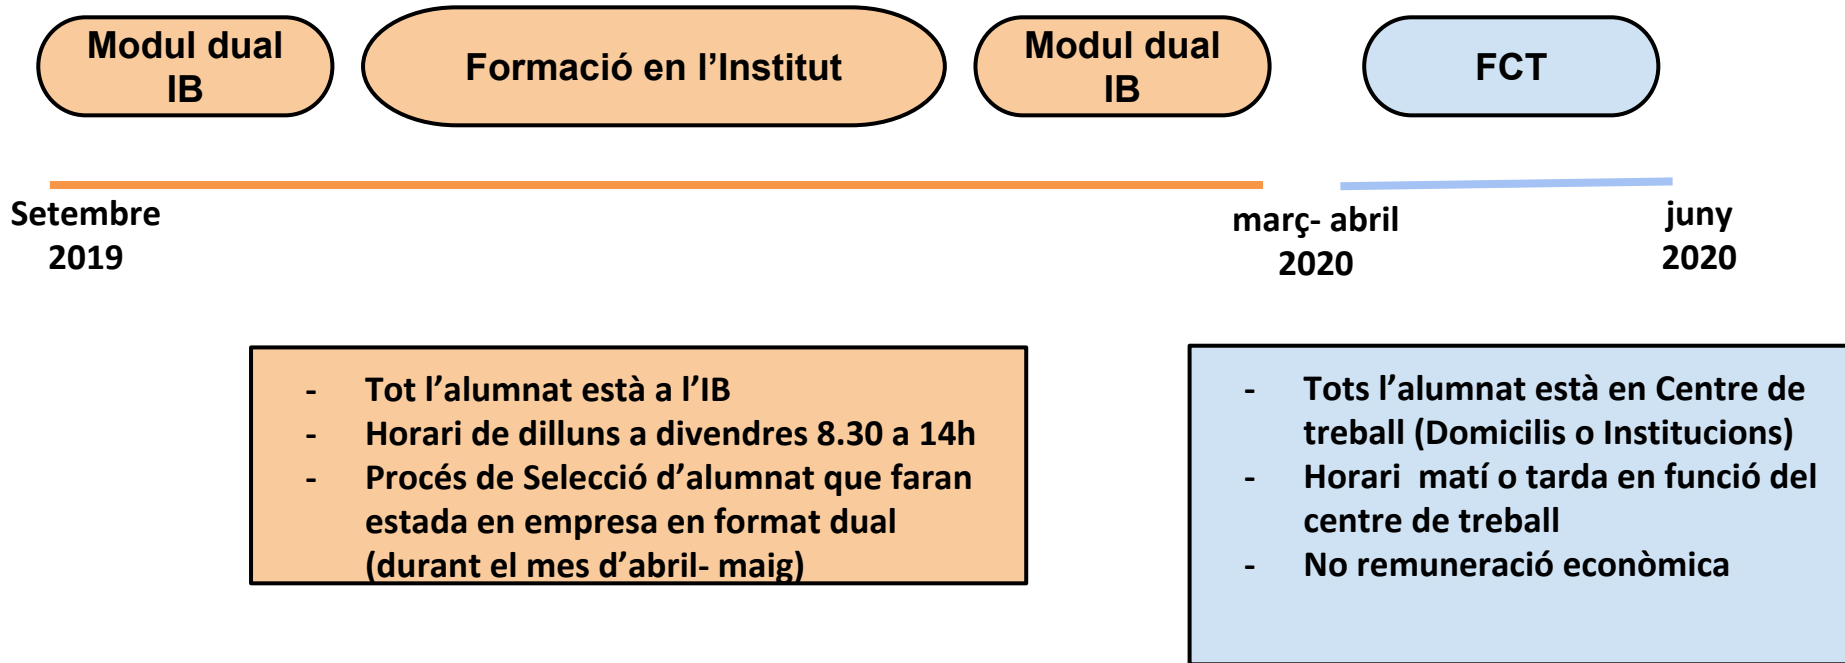 Modul dual
IB
Formació en l’Institut
Modul dual
IB
FCT
Setembre
2019
març- abril
2020
juny
2020
- Tot l’alumnat està a l’IB
- Horari de dilluns a divendres 8.30 a 14h
- Procés de Selecció d’alumnat que faran
estada en empresa en format dual
(durant el mes d’abril- maig)
- Tots l’alumnat està en Centre de
treball (Domicilis o Institucions)
- Horari  matí o tarda en funció del
centre de treball
- No remuneració econòmica